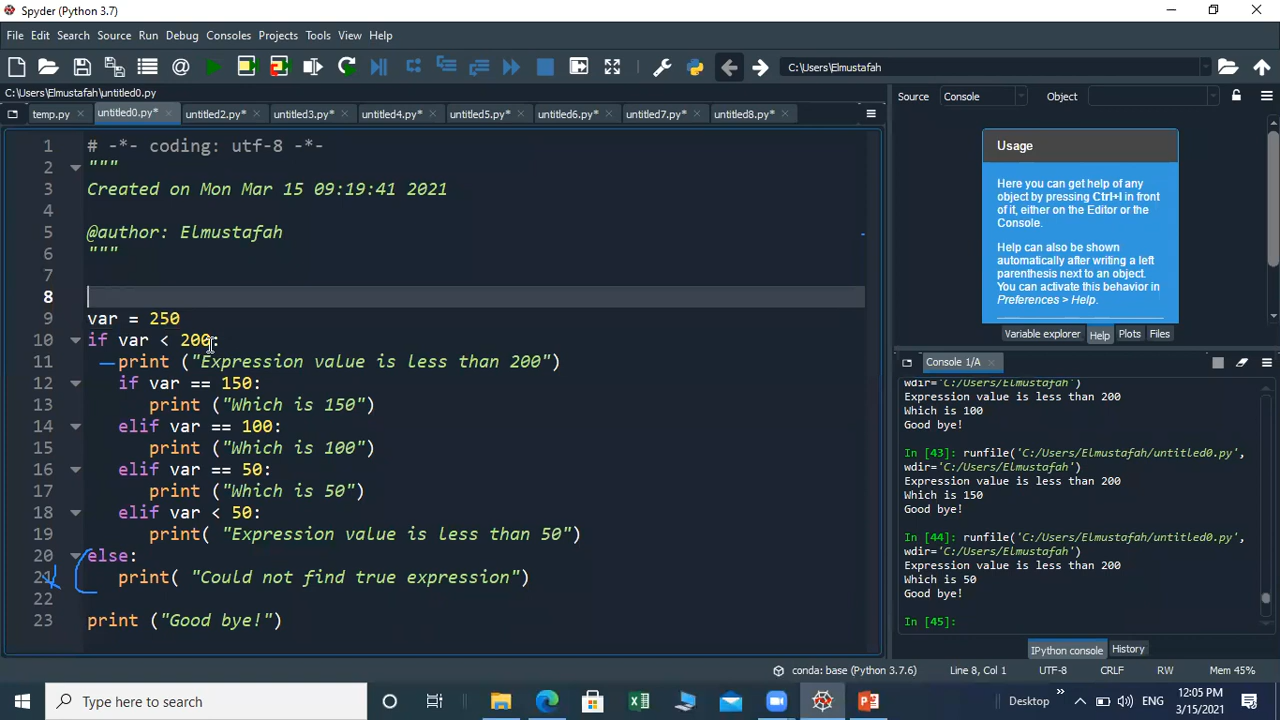 Spyder (Python 3.7)
File Edit Search Source Run Debug Consoles Projects Tools View Help
C:\Users\Elmustafah
C:\Users\Elmustafah\untitled0.py
temp.py untitled0.py* untitled2.py* untitled3.py* untitled4.py* untitled5.py* untitled6.py* untitled7.py* untitled8.py*
1 # -*- coding: utf-8 -*-
2 """
3 Created on Mon Mar 15 09:19:41 2021
4
5 @author: Elmustafah
6 """
7
8
9 var = 250
10 if var < 200:
11 print ("Expression value is less than 200")
12 if var == 150:
13 print ("Which is 150")
14 elif var == 100:
15 print ("Which is 100")
16 elif var == 50:
17 print ("Which is 50")
18 elif var < 50:
19 print( "Expression value is less than 50")
20 else:
21 print( "Could not find true expression")
22
23 print ("Good bye!")
Source Console Object
Usage
Here you can get help of any
object by pressing Ctrl+I in front
of it, either on the Editor or the
Console.
Help can also be shown
automatically after writing a left
parenthesis next to an object.
You can activate this behavior in
Preferences > Help.
Variable explorer Help Plots Files
Console 1/A
wdir='C:/Users/Elmustafah')
Expression value is less than 200
Which is 100
Good bye!
In [43]: runfile('C:/Users/Elmustafah/untitled0.py',
wdir='C:/Users/Elmustafah')
Expression value is less than 200
Which is 150
Good bye!
In [44]: runfile('C:/Users/Elmustafah/untitled0.py',
wdir='C:/Users/Elmustafah')
Expression value is less than 200
Which is 50
Good bye!
In [45]:
IPython console History
conda: base (Python 3.7.6) Line 8, Col 1 UTF-8 CRLF RW Mem 45%
Type here to search
Desktop ENG 12:05 PM 3/15/2021